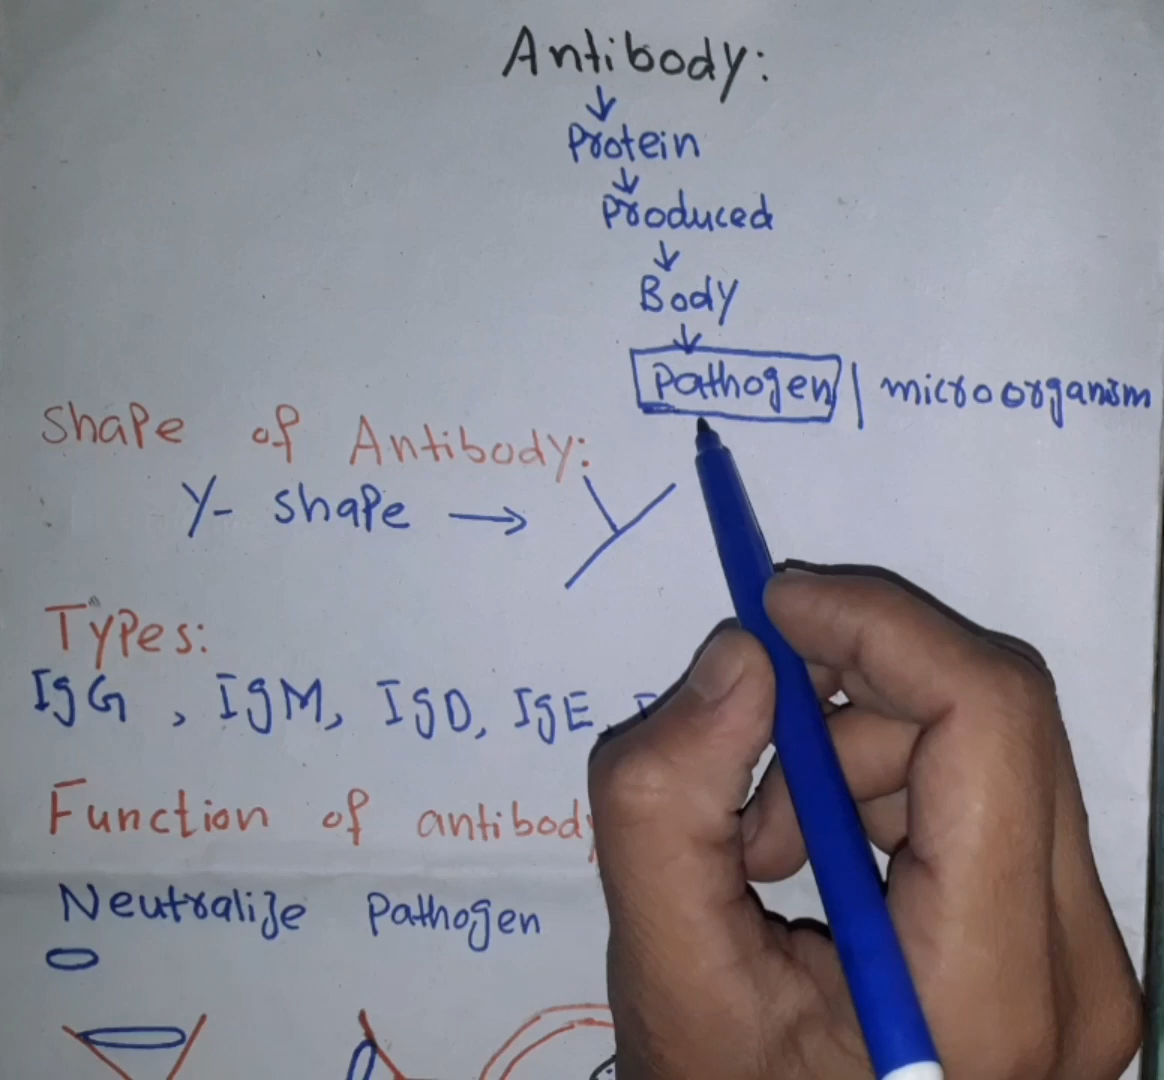 Antibody:
Protein
Produced
Body
Pathogen | microorganism
Shape of Antibody:
Y- shape → Y
Types:
IgG , IgM, IgD, IgE,
Function of antibody
Neutralize pathogen